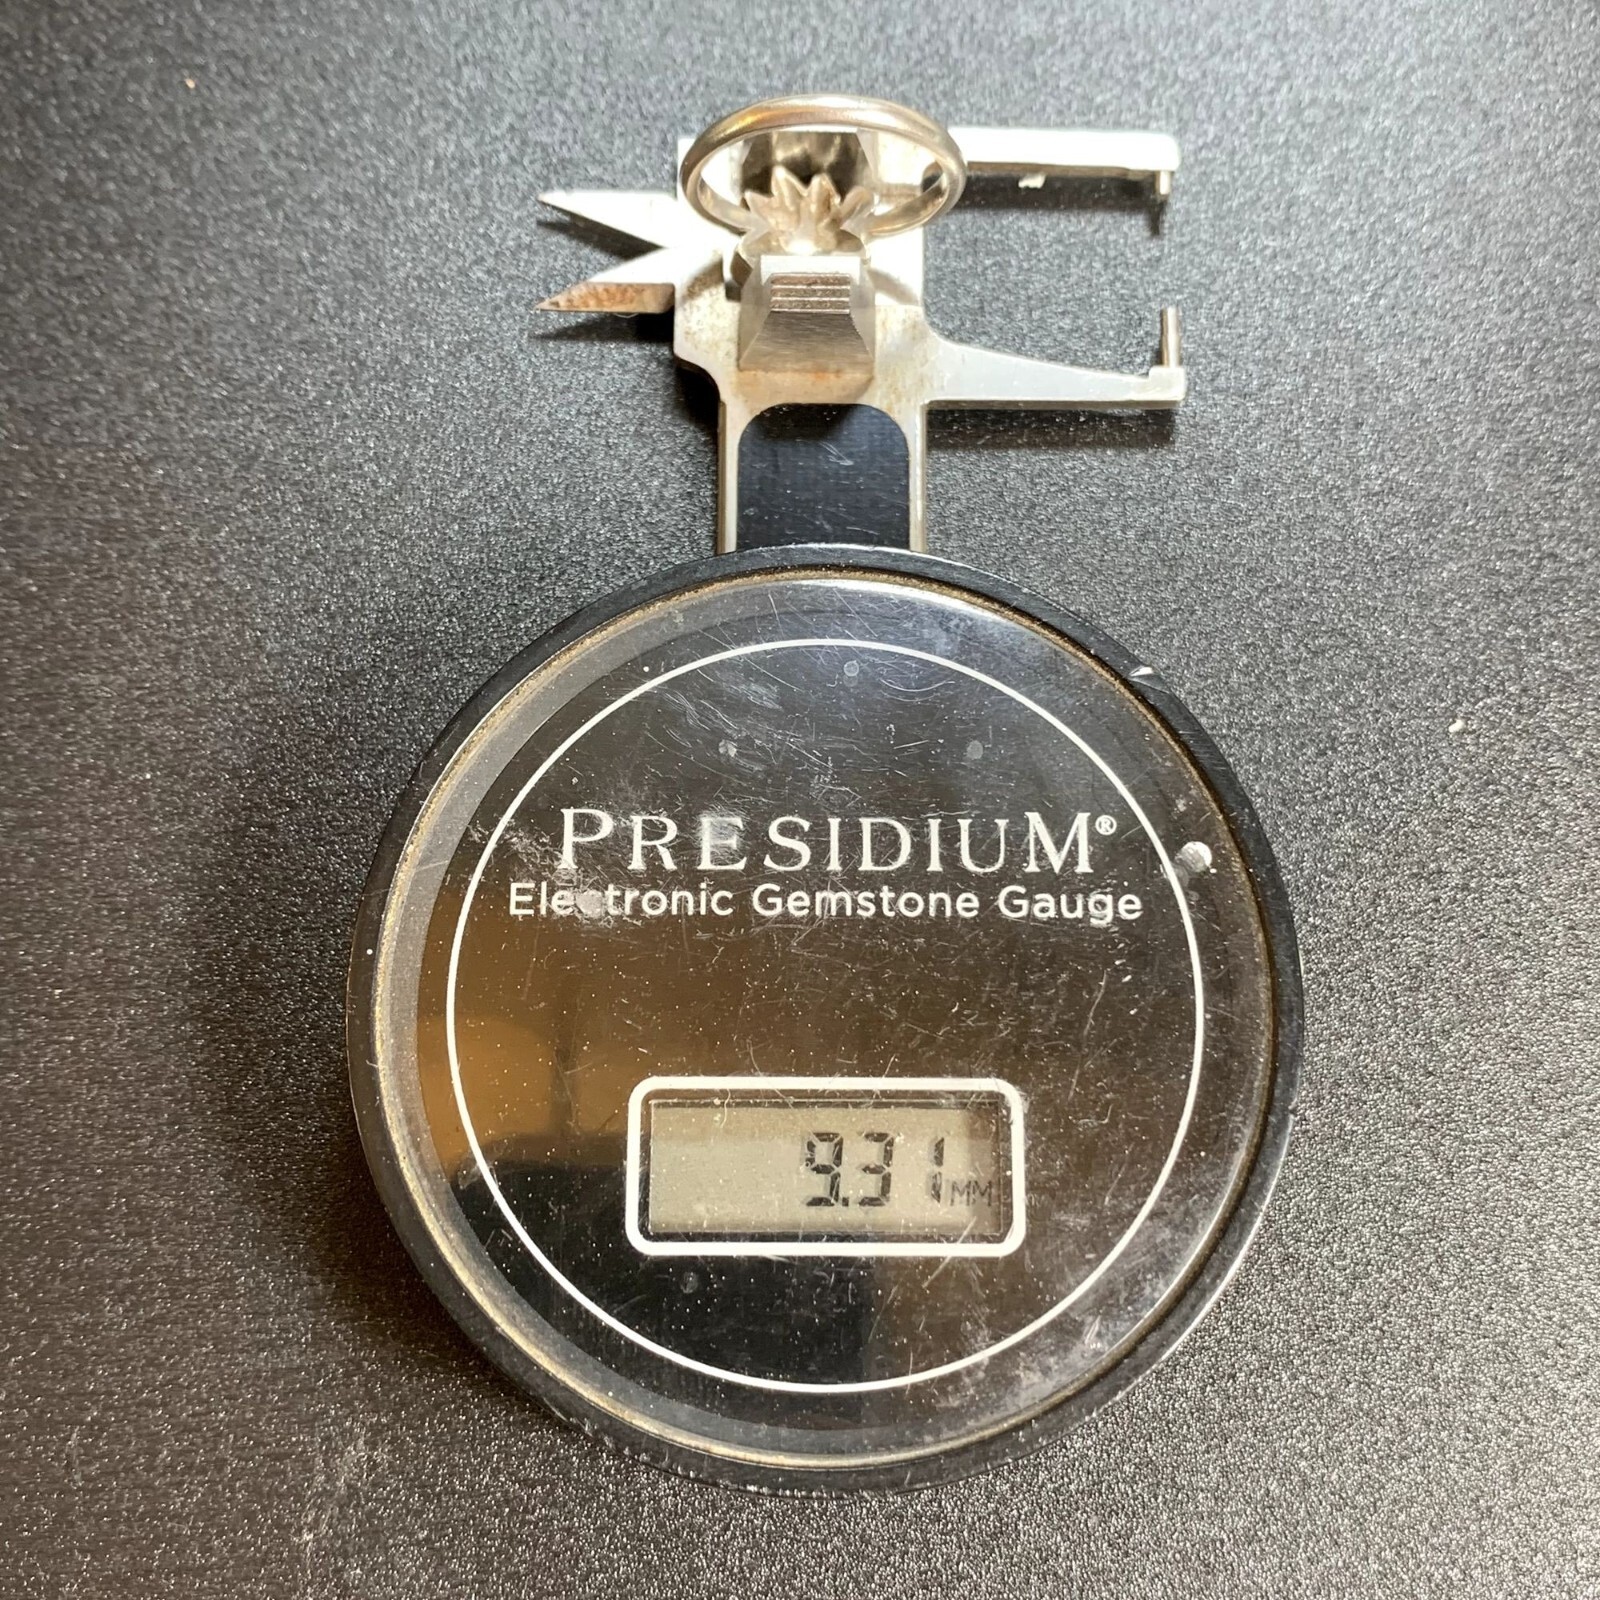 PRESIDIUM®
Electronic Gemstone Gauge
9.31 MM